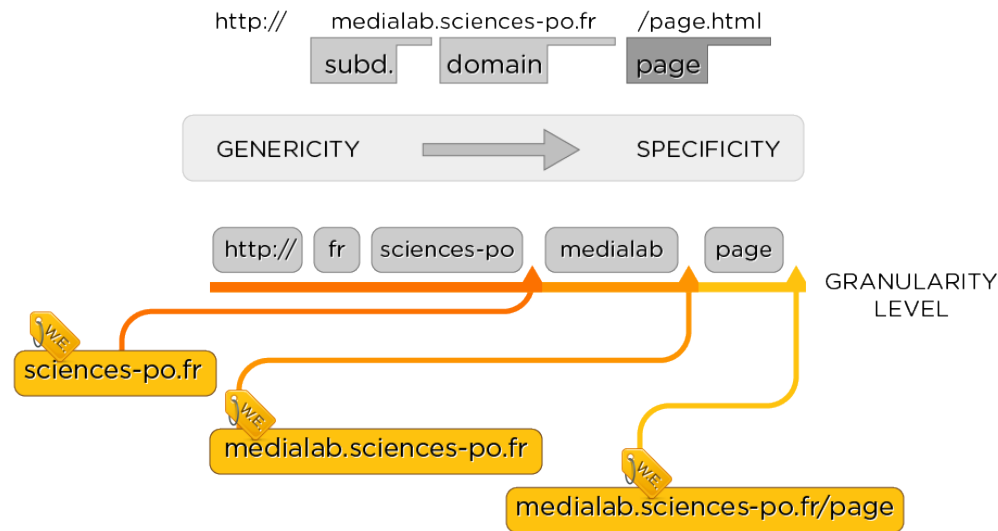 http:// medialab.sciences-po.fr /page.html
subd. domain page
GENERICITY SPECIFICITY
http:// fr sciences-po medialab page
GRANULARITY
LEVEL
W.E.
sciences-po.fr
W.E.
medialab.sciences-po.fr
W.E.
medialab.sciences-po.fr/page